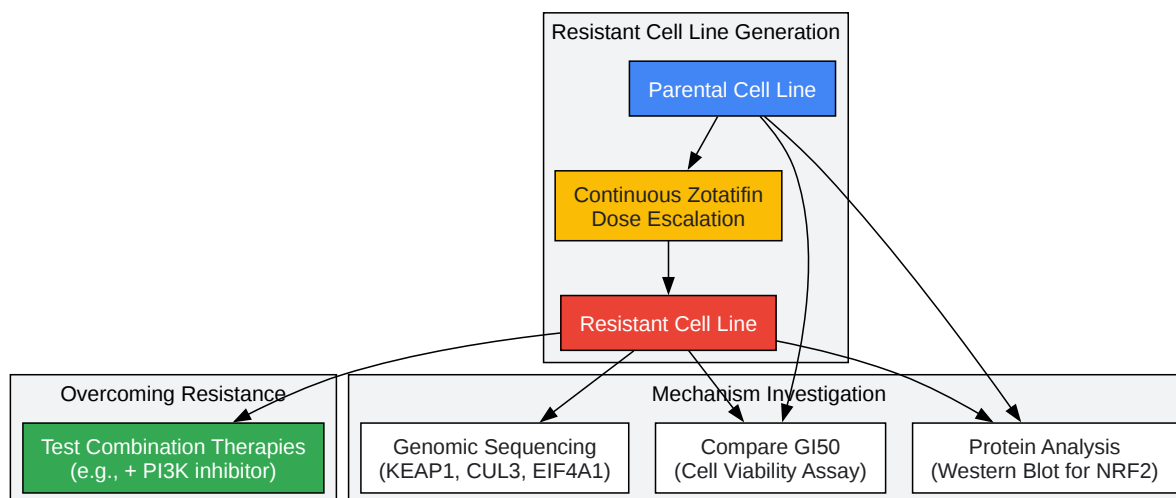 Resistant Cell Line Generation
Parental Cell Line
Continuous Zotatifin
Dose Escalation
Resistant Cell Line
Overcoming Resistance
Test Combination Therapies
(e.g., + PI3K inhibitor)
Mechanism Investigation
Genomic Sequencing
(KEAP1, CUL3, EIF4A1)
Compare GI50
(Cell Viability Assay)
Protein Analysis
(Western Blot for NRF2)